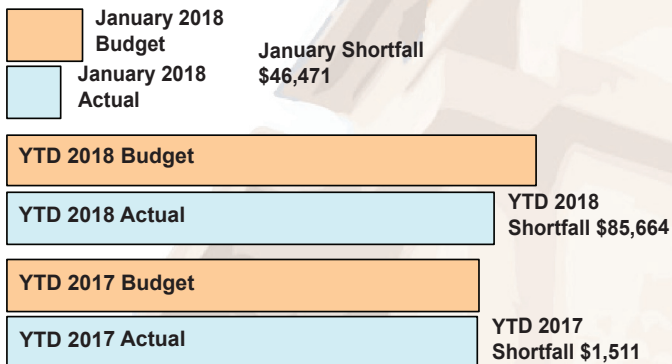 January 2018
Budget
January 2018
Actual
January Shortfall
$46,471
YTD 2018 Budget
YTD 2018 Actual
YTD 2018
Shortfall $85,664
YTD 2017 Budget
YTD 2017 Actual
YTD 2017
Shortfall $1,511